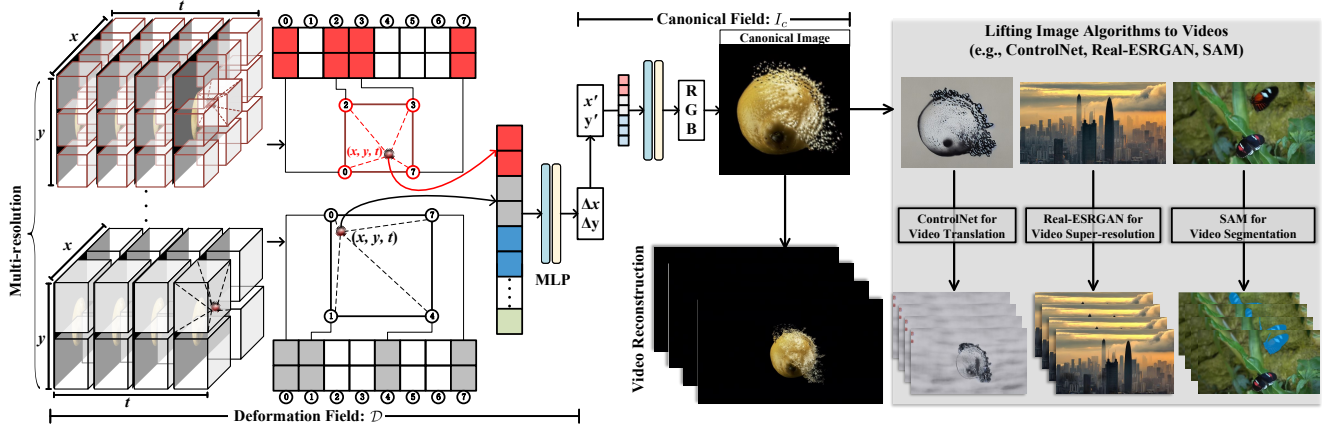 t
x
y
Multi-resolution
x
y
t
⓪ ① ② ③ ④ ⑤ ⑥ ⑦
② ③
(x, y, t)
⓪ ⑦
⓪ ⑦
(x, y, t)
① ④
⓪ ① ② ③ ④ ⑤ ⑥ ⑦
Deformation Field: 𝒟
MLP
Δx
Δy
x′
y′
Canonical Field: I_c
R
G
B
Canonical Image
Video Reconstruction
Lifting Image Algorithms to Videos
(e.g., ControlNet, Real-ESRGAN, SAM)
ControlNet for
Video Translation
Real-ESRGAN for
Video Super-resolution
SAM for
Video Segmentation